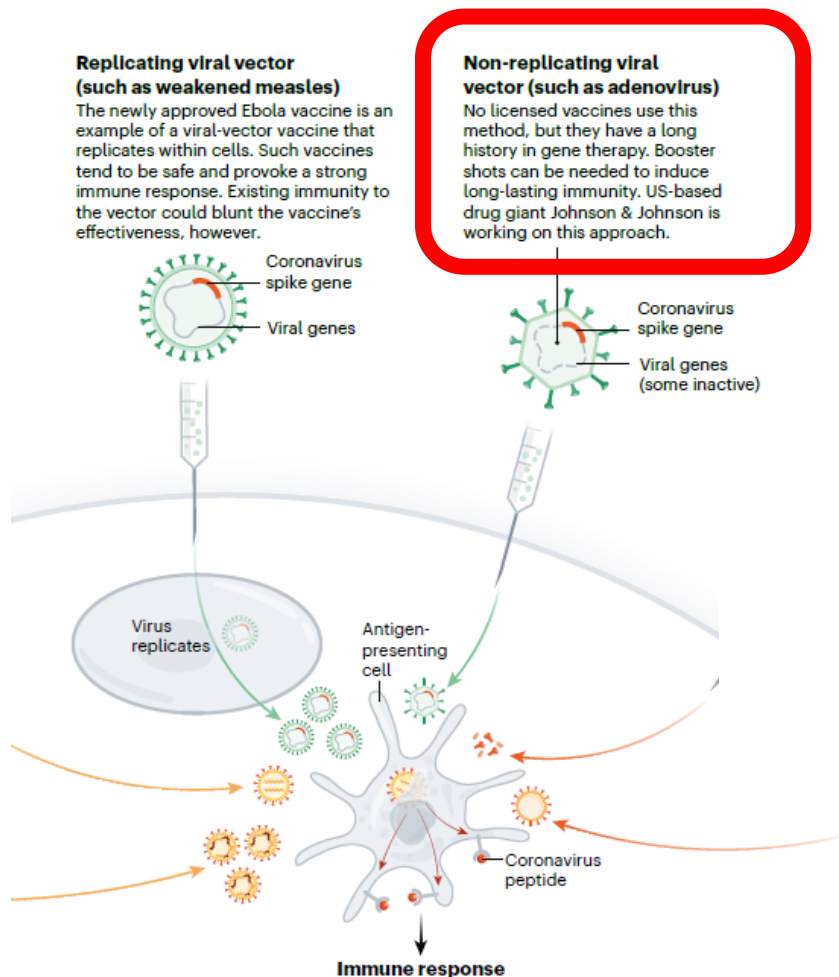 Replicating viral vector
(such as weakened measles)
The newly approved Ebola vaccine is an
example of a viral-vector vaccine that
replicates within cells. Such vaccines
tend to be safe and provoke a strong
immune response. Existing immunity to
the vector could blunt the vaccine’s
effectiveness, however.
Non-replicating viral
vector (such as adenovirus)
No licensed vaccines use this
method, but they have a long
history in gene therapy. Booster
shots can be needed to induce
long-lasting immunity. US-based
drug giant Johnson & Johnson is
working on this approach.
Coronavirus
spike gene
Viral genes
Coronavirus
spike gene
Viral genes
(some inactive)
Virus
replicates
Antigen-
presenting
cell
Coronavirus
peptide
Immune response